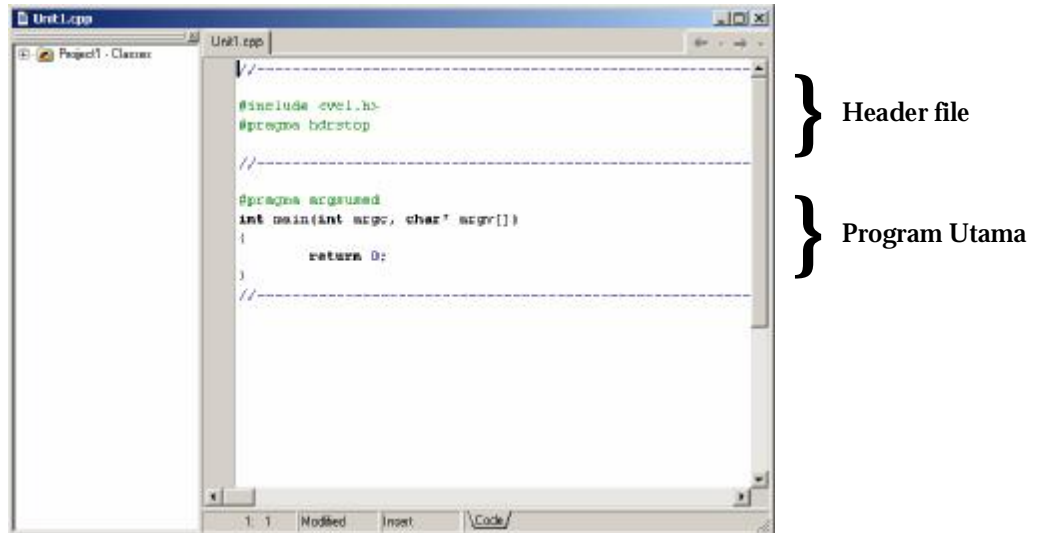 Unit1.cpp
Project1 - Classes
Unit1.cpp
//---------------------------------------------------------------------------
#include <vcl.h>
#pragma hdrstop
//---------------------------------------------------------------------------
#pragma argsused
int main(int argc, char* argv[])
{
return 0;
}
//---------------------------------------------------------------------------
1: 1 Modified Insert \Code/
} Header file
} Program Utama